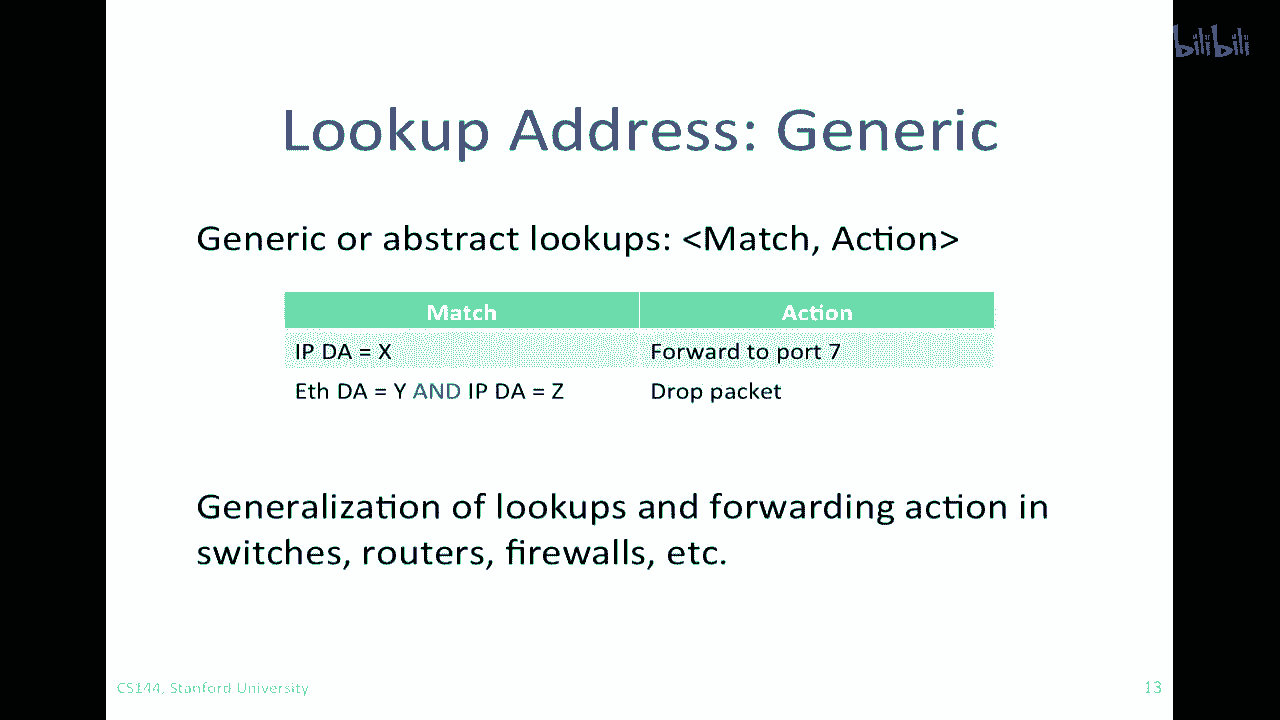 bilibili
Lookup Address: Generic
Generic or abstract lookups: <Match, Action>
Match Action
IP DA = X Forward to port 7
Eth DA = Y AND IP DA = Z Drop packet
Generalization of lookups and forwarding action in
switches, routers, firewalls, etc.
CS144, Stanford University 13